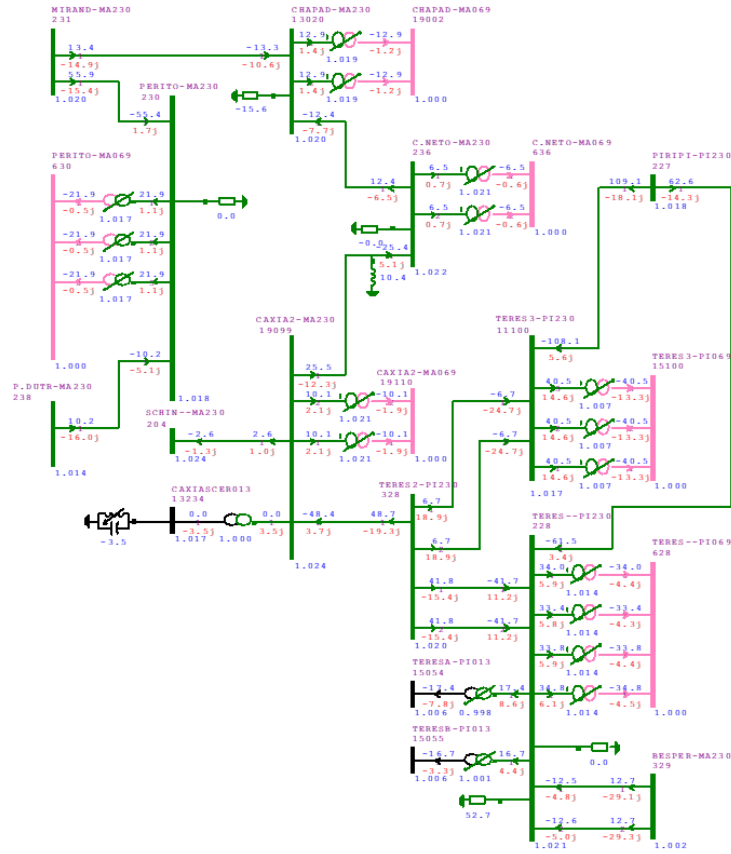 MIRAND-MA230
231
CHAPAD-MA230
13020
CHAPAD-MA069
19002
13.4
-14.9j
55.9
-15.4j
1.020
-13.3
-10.6j
12.9
1.4j
1.019
-12.9
-1.2j
12.9
1.4j
1.019
-12.9
-1.2j
1.000
-15.6
-12.4
-7.7j
1.020
PERITO-MA230
230
-55.4
1.7j
PERITO-MA069
630
-21.9
-0.5j
1.017
21.9
1.1j
-21.9
-0.5j
1.017
21.9
1.1j
-21.9
-0.5j
1.017
21.9
1.1j
1.000
0.0
-10.2
-5.1j
1.018
C.NETO-MA230
236
C.NETO-MA069
636
12.4
-6.5j
6.5
0.7j
1.021
-6.5
-0.6j
6.5
0.7j
1.021
-6.5
-0.6j
1.000
-0.0
-25.4
5.1j
10.4
1.022
PIRIPI-PI230
227
109.1
-18.1j
62.6
-14.3j
1.018
P.DUTR-MA230
238
10.2
-16.0j
1.014
CAXIA2-MA230
19099
25.5
-12.3j
CAXIA2-MA069
19110
10.1
2.1j
1.021
-10.1
-1.9j
10.1
2.1j
1.021
-10.1
-1.9j
1.000
SCHIN--MA230
204
-2.6
-1.3j
1.024
2.6
1.0j
CAXIASCER013
13234
-3.5
0.0
-3.5j
1.017
1.000
0.0
3.5j
-48.4
3.7j
1.024
TERES3-PI230
11100
-108.1
5.6j
-6.7
-24.7j
-6.7
-24.7j
TERES3-PI069
15100
40.5
14.6j
1.007
-40.5
-13.3j
40.5
14.6j
1.007
-40.5
-13.3j
40.5
14.6j
1.007
-40.5
-13.3j
1.000
1.017
TERES2-PI230
328
48.7
-19.3j
6.7
18.9j
6.7
18.9j
41.8
-15.4j
41.8
-15.4j
1.020
TERES--PI230
228
-61.5
3.4j
-41.7
11.2j
-41.7
11.2j
TERES--PI069
628
34.0
5.9j
1.014
-34.0
-4.4j
33.4
5.8j
1.014
-33.4
-4.3j
33.8
5.9j
1.014
-33.8
-4.4j
34.8
6.1j
1.014
-34.8
-4.5j
1.000
TERESA-PI013
15054
-17.4
-7.8j
1.006
0.998
17.4
8.6j
TERESB-PI013
15055
-16.7
-3.3j
1.006
1.001
16.7
4.4j
0.0
52.7
BESPER-MA230
329
-12.5
-4.8j
12.7
-29.1j
-12.6
-5.0j
12.7
-29.3j
1.021
1.002